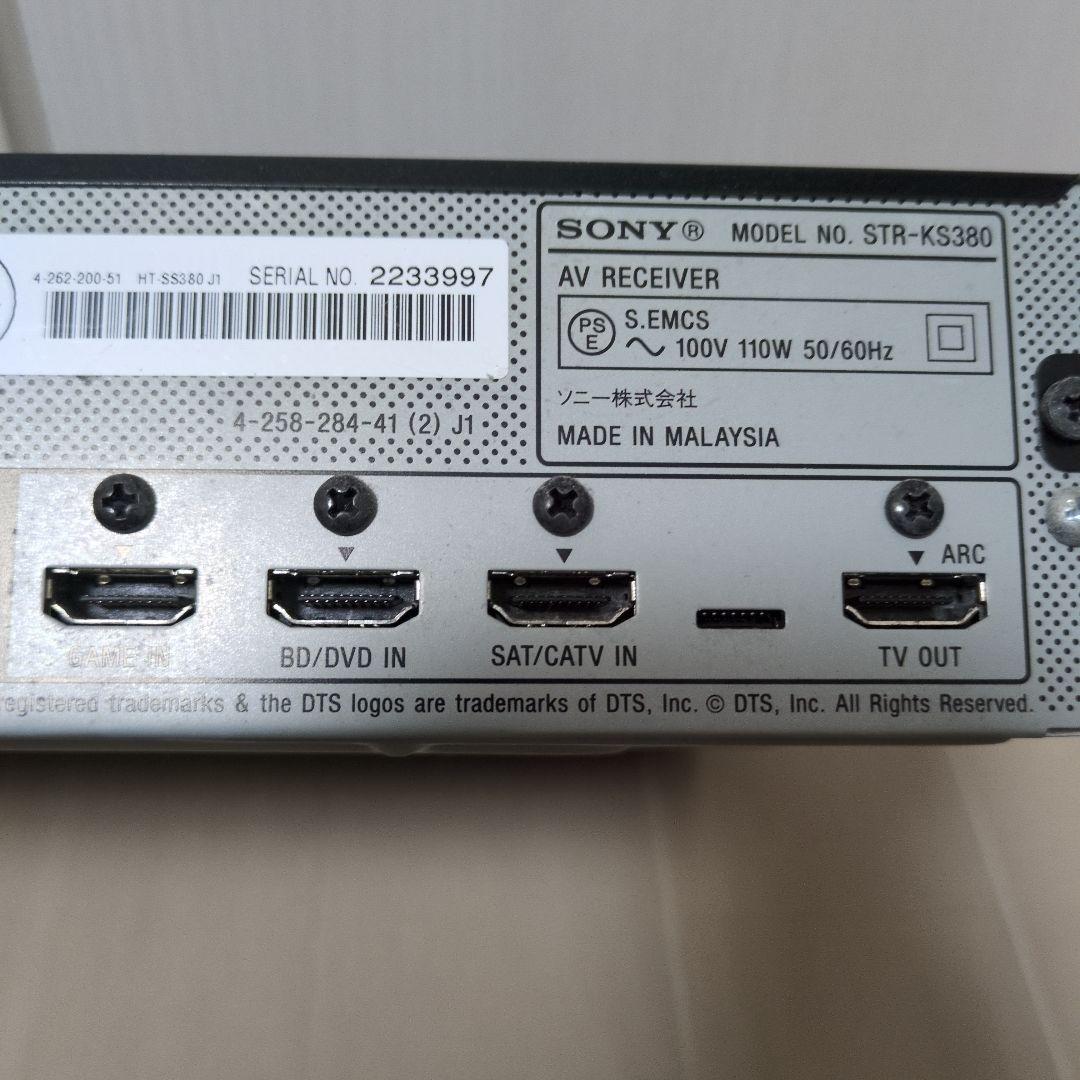 4-262-200-51 HT-SS380 J1 SERIAL NO. 2233997
4-258-284-41 (2) J1
SONY® MODEL NO. STR-KS380
AV RECEIVER
PS E
S.EMCS
100V 110W 50/60Hz
ソニー株式会社
MADE IN MALAYSIA
ARC
GAME IN
BD/DVD IN
SAT/CATV IN
TV OUT
registered trademarks & the DTS logos are trademarks of DTS, Inc. © DTS, Inc. All Rights Reserved.